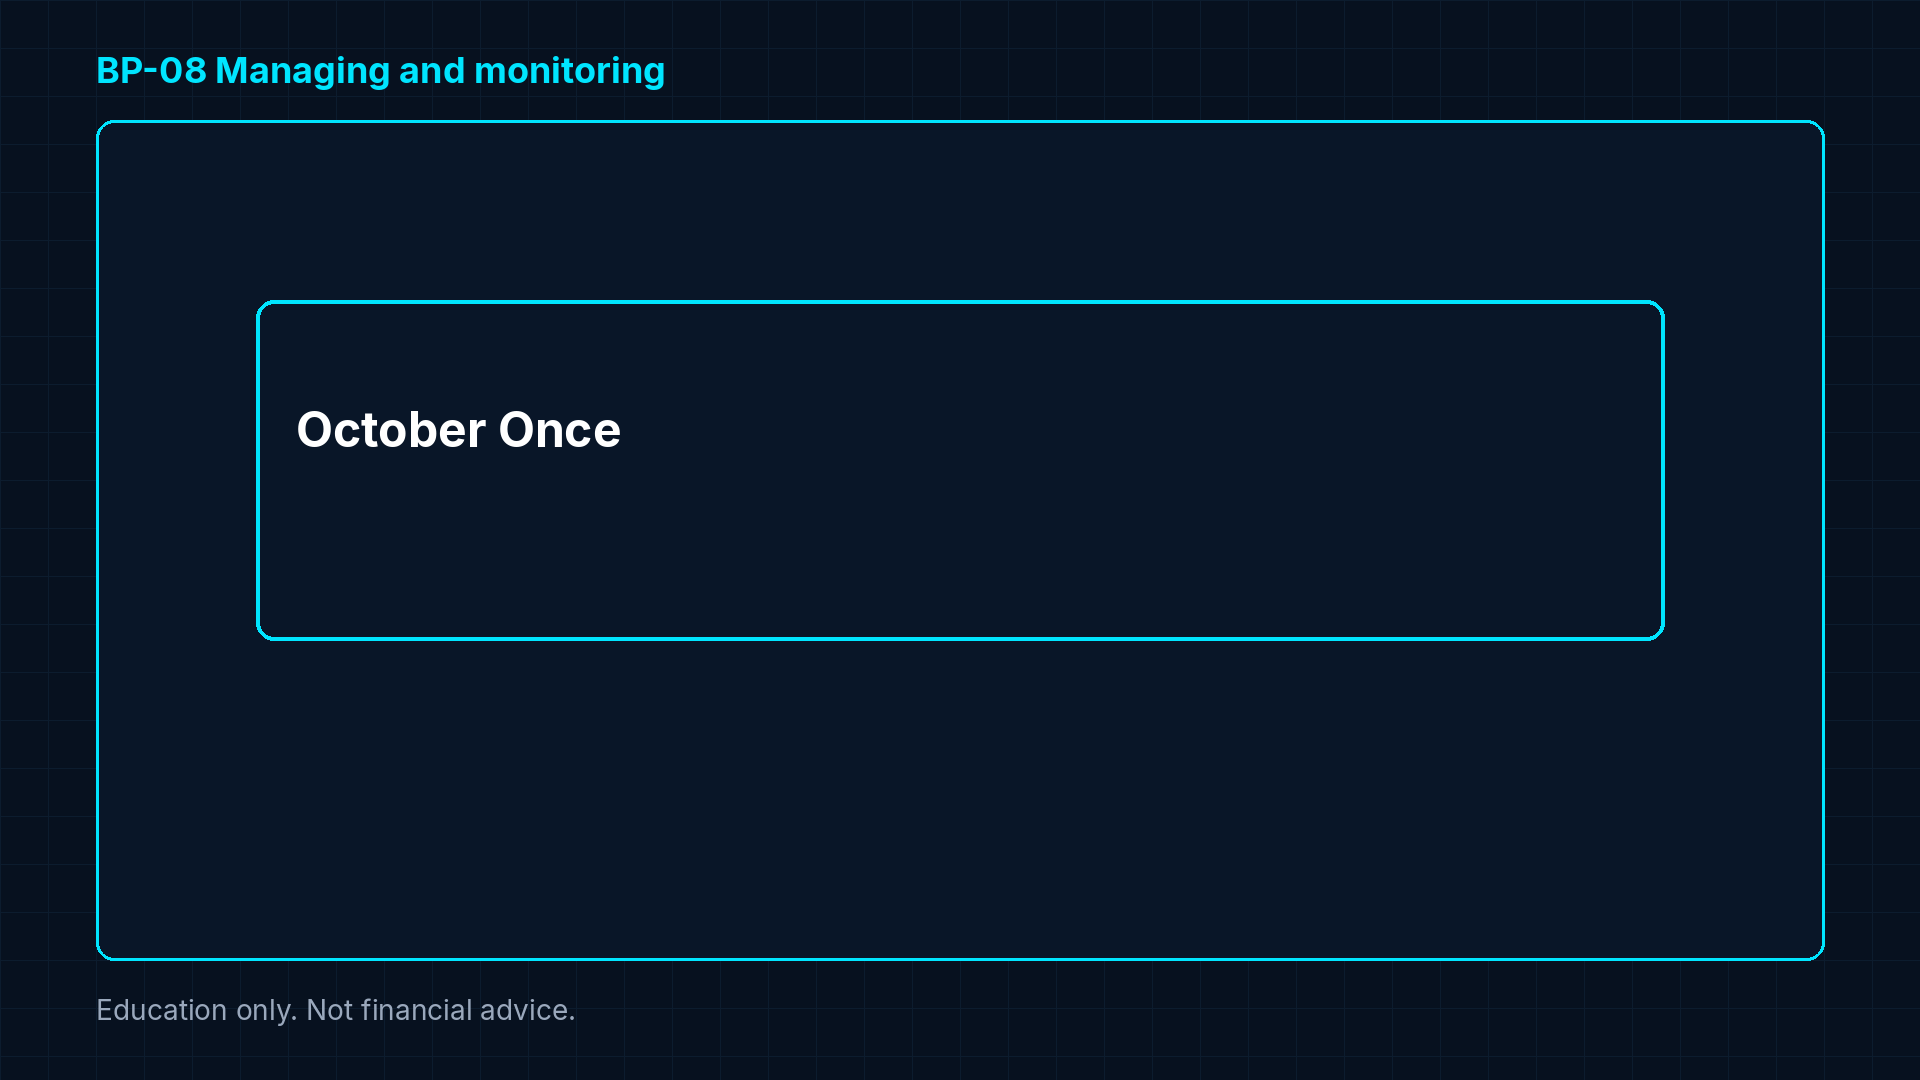 BP-08 Managing and monitoring
October Once
Education only. Not financial advice.